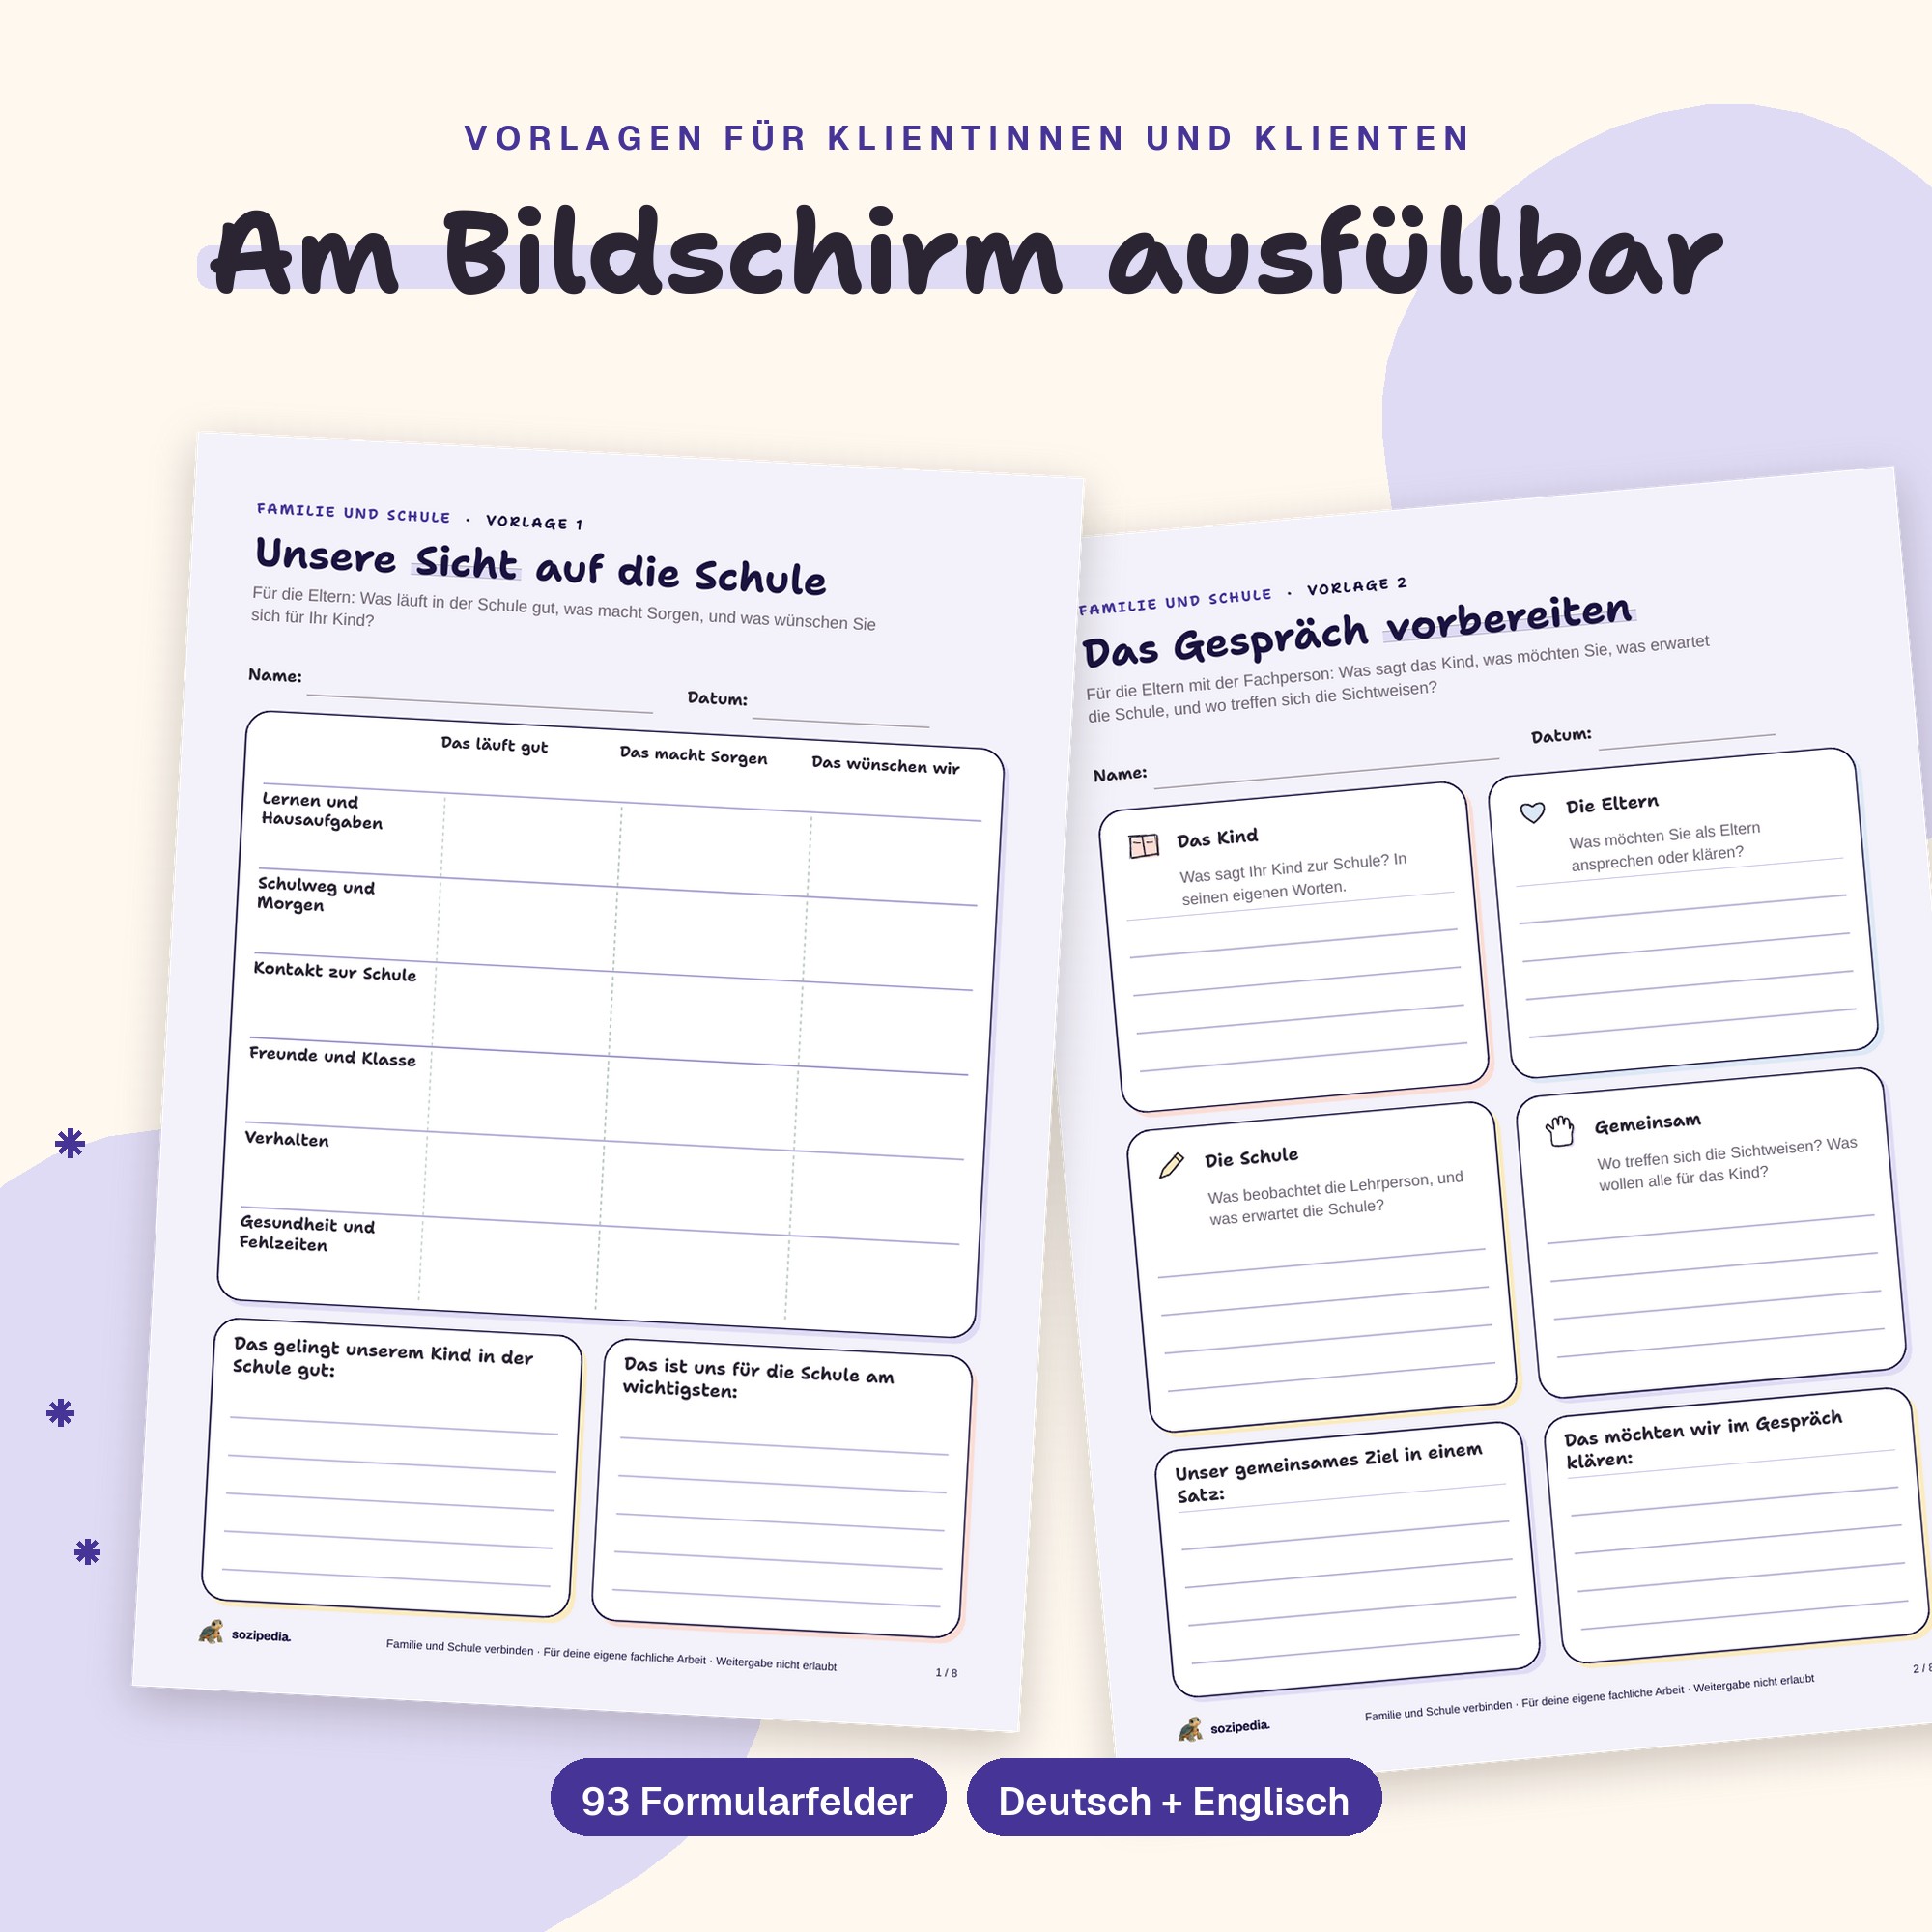 VORLAGEN FÜR KLIENTINNEN UND KLIENTEN
Am Bildschirm ausfüllbar
FAMILIE UND SCHULE · VORLAGE 1
Unsere Sicht auf die Schule
Für die Eltern: Was läuft in der Schule gut, was macht Sorgen, und was wünschen Sie
sich für Ihr Kind?
Name:
Datum:
Das läuft gut
Das macht Sorgen
Das wünschen wir
Lernen und
Hausaufgaben
Schulweg und
Morgen
Kontakt zur Schule
Freunde und Klasse
Verhalten
Gesundheit und
Fehlzeiten
Das gelingt unserem Kind in der
Schule gut:
Das ist uns für die Schule am
wichtigsten:
sozipedia.
Familie und Schule verbinden · Für deine eigene fachliche Arbeit · Weitergabe nicht erlaubt
1 / 8
FAMILIE UND SCHULE · VORLAGE 2
Das Gespräch vorbereiten
Für die Eltern mit der Fachperson: Was sagt das Kind, was möchten Sie, was erwartet
die Schule, und wo treffen sich die Sichtweisen?
Name:
Datum:
Das Kind
Was sagt Ihr Kind zur Schule? In
seinen eigenen Worten.
Die Eltern
Was möchten Sie als Eltern
ansprechen oder klären?
Die Schule
Was beobachtet die Lehrperson, und
was erwartet die Schule?
Gemeinsam
Wo treffen sich die Sichtweisen? Was
wollen alle für das Kind?
Unser gemeinsames Ziel in einem
Satz:
Das möchten wir im Gespräch
klären:
sozipedia.
Familie und Schule verbinden · Für deine eigene fachliche Arbeit · Weitergabe nicht erlaubt
2 / 8
93 Formularfelder
Deutsch + Englisch